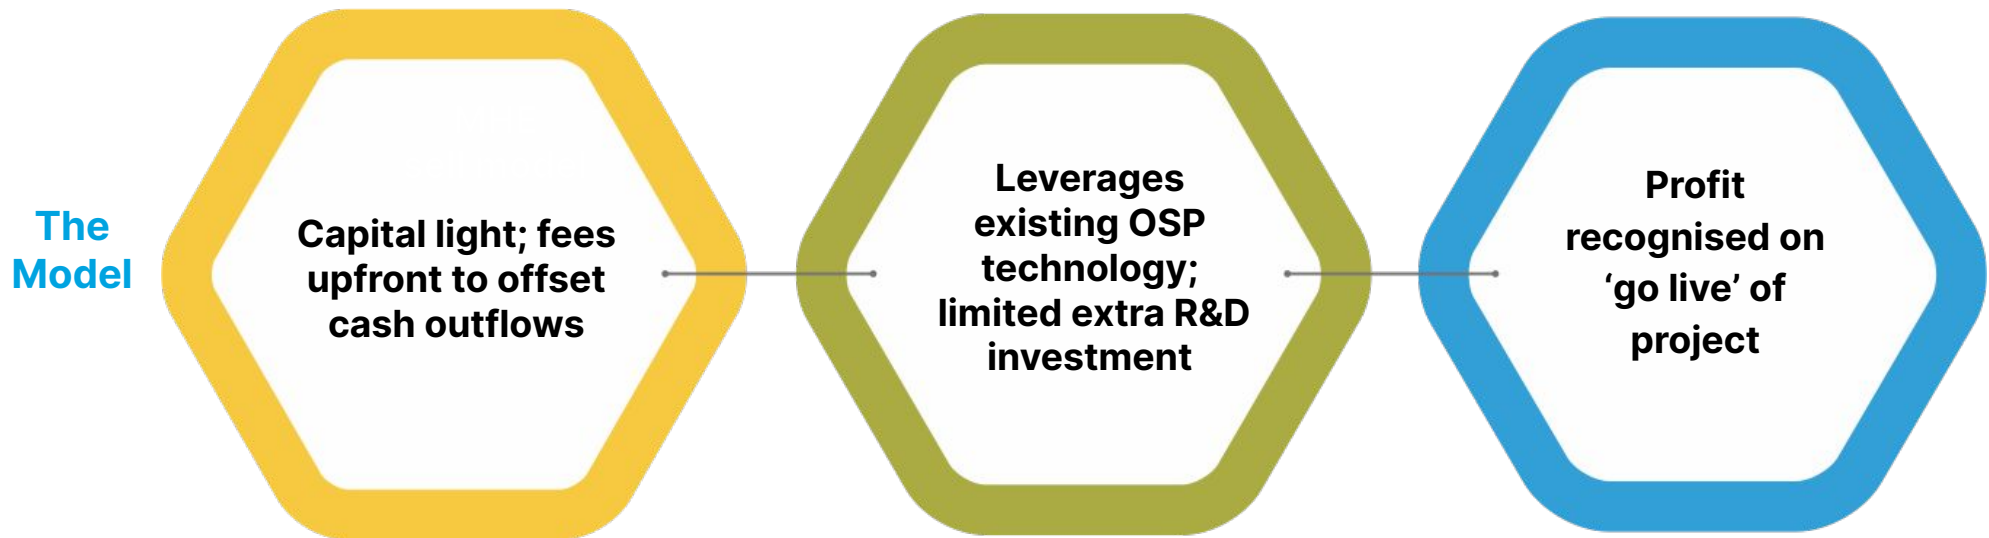 The
Model
Capital light; fees
upfront to offset
cash outflows
Leverages
existing OSP
technology;
limited extra R&D
investment
Profit
recognised on
‘go live’ of
project